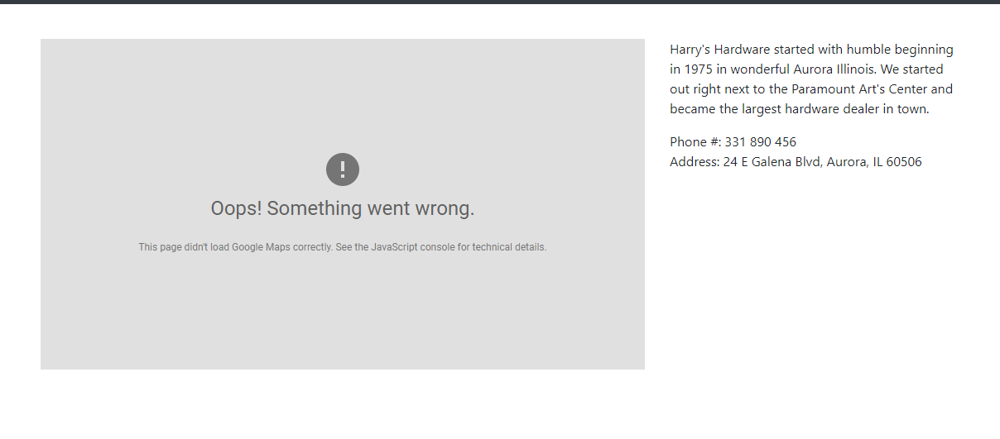 Oops! Something went wrong.
This page didn't load Google Maps correctly. See the JavaScript console for technical details.
Harry's Hardware started with humble beginning
in 1975 in wonderful Aurora Illinois. We started
out right next to the Paramount Art's Center and
became the largest hardware dealer in town.
Phone #: 331 890 456
Address: 24 E Galena Blvd, Aurora, IL 60506